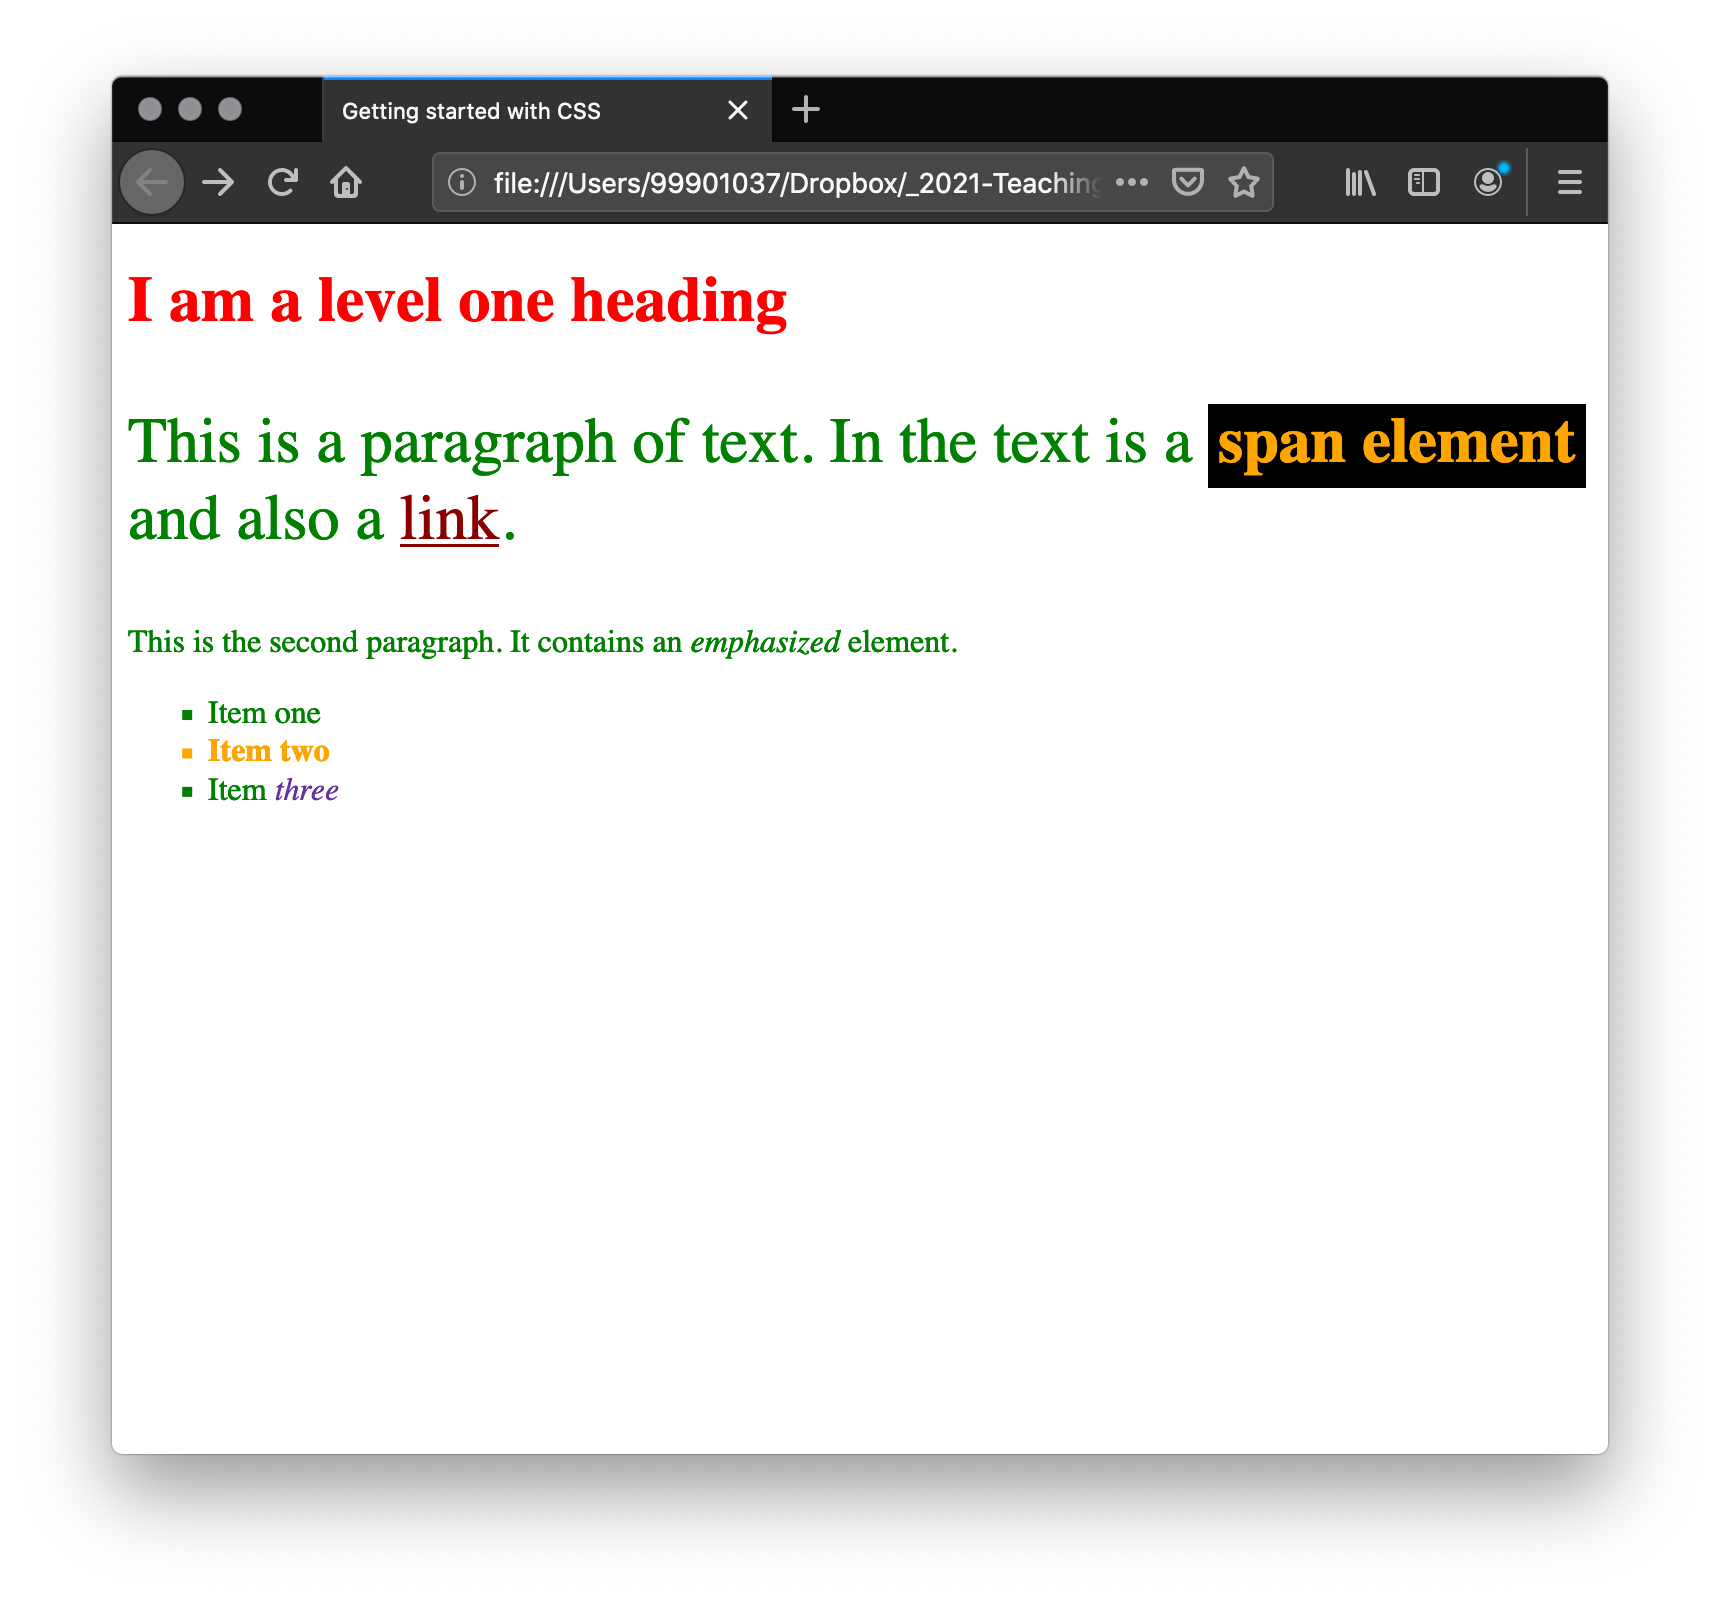 Getting started with CSS
file:///Users/99901037/Dropbox/_2021-Teaching
I am a level one heading
This is a paragraph of text. In the text is a span element
and also a link.
This is the second paragraph. It contains an emphasized element.
Item one
Item two
Item three